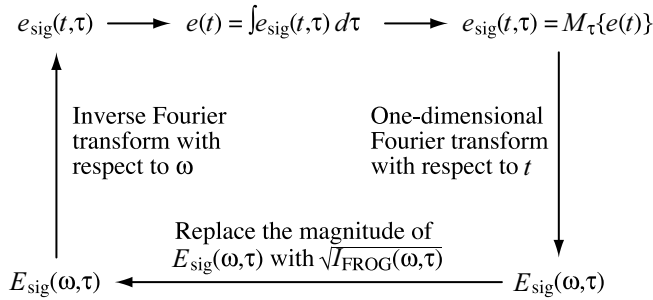 e_sig(t,τ) e(t) = ∫e_sig(t,τ) dτ e_sig(t,τ) = M_τ{e(t)}
Inverse Fourier
transform with
respect to ω
One-dimensional
Fourier transform
with respect to t
Replace the magnitude of
E_sig(ω,τ) with √I_FROG(ω,τ)
E_sig(ω,τ) E_sig(ω,τ)